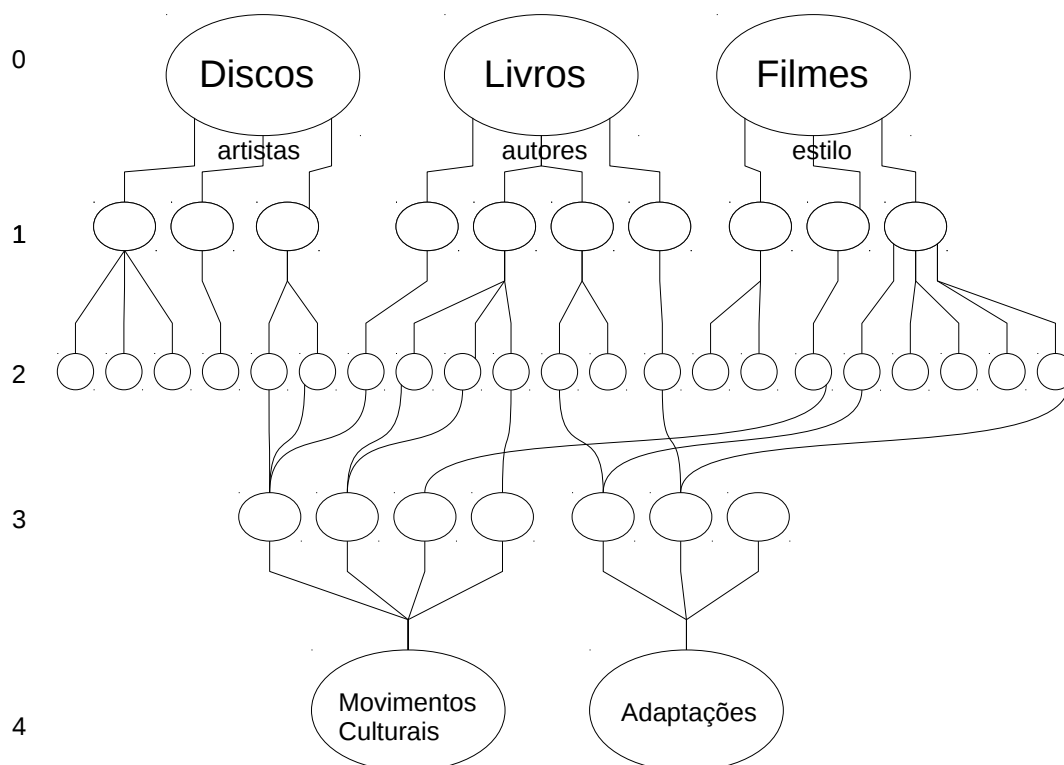 0
Discos
Livros
Filmes
artistas
autores
estilo
1
2
3
4
Movimentos
Culturais
Adaptações